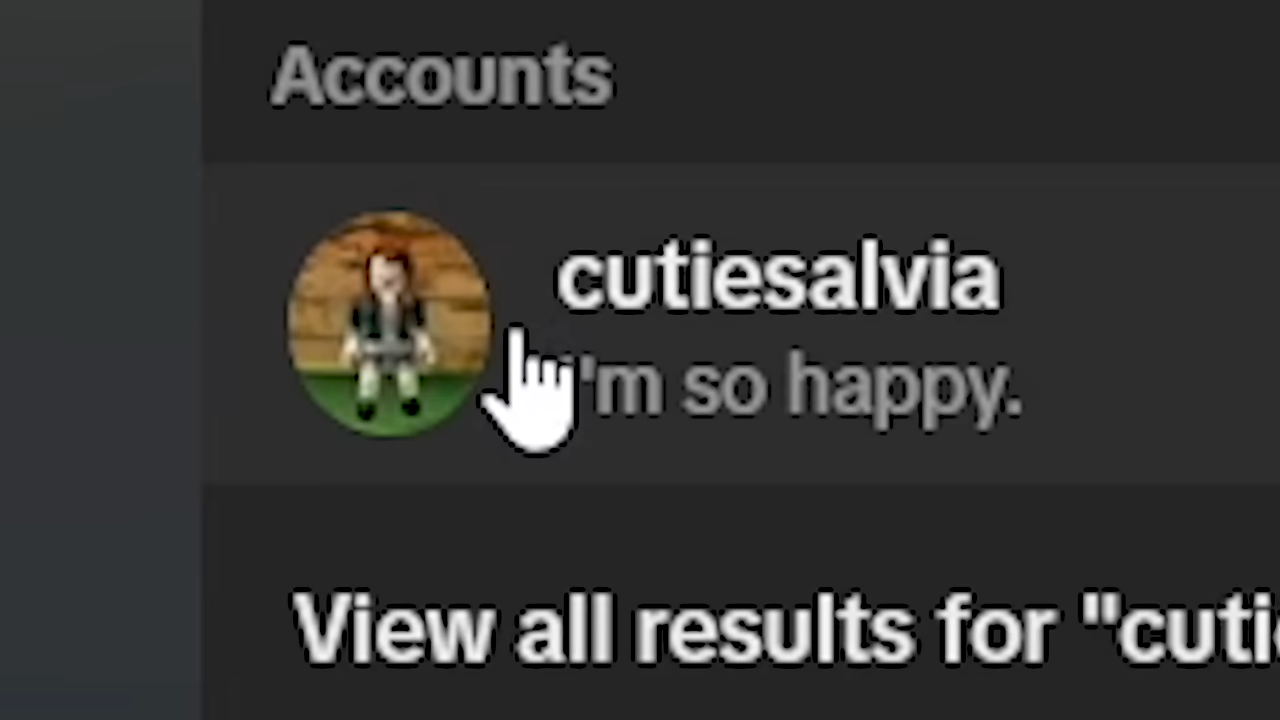 Accounts
cutiesalvia
I'm so happy.
View all results for "cuti